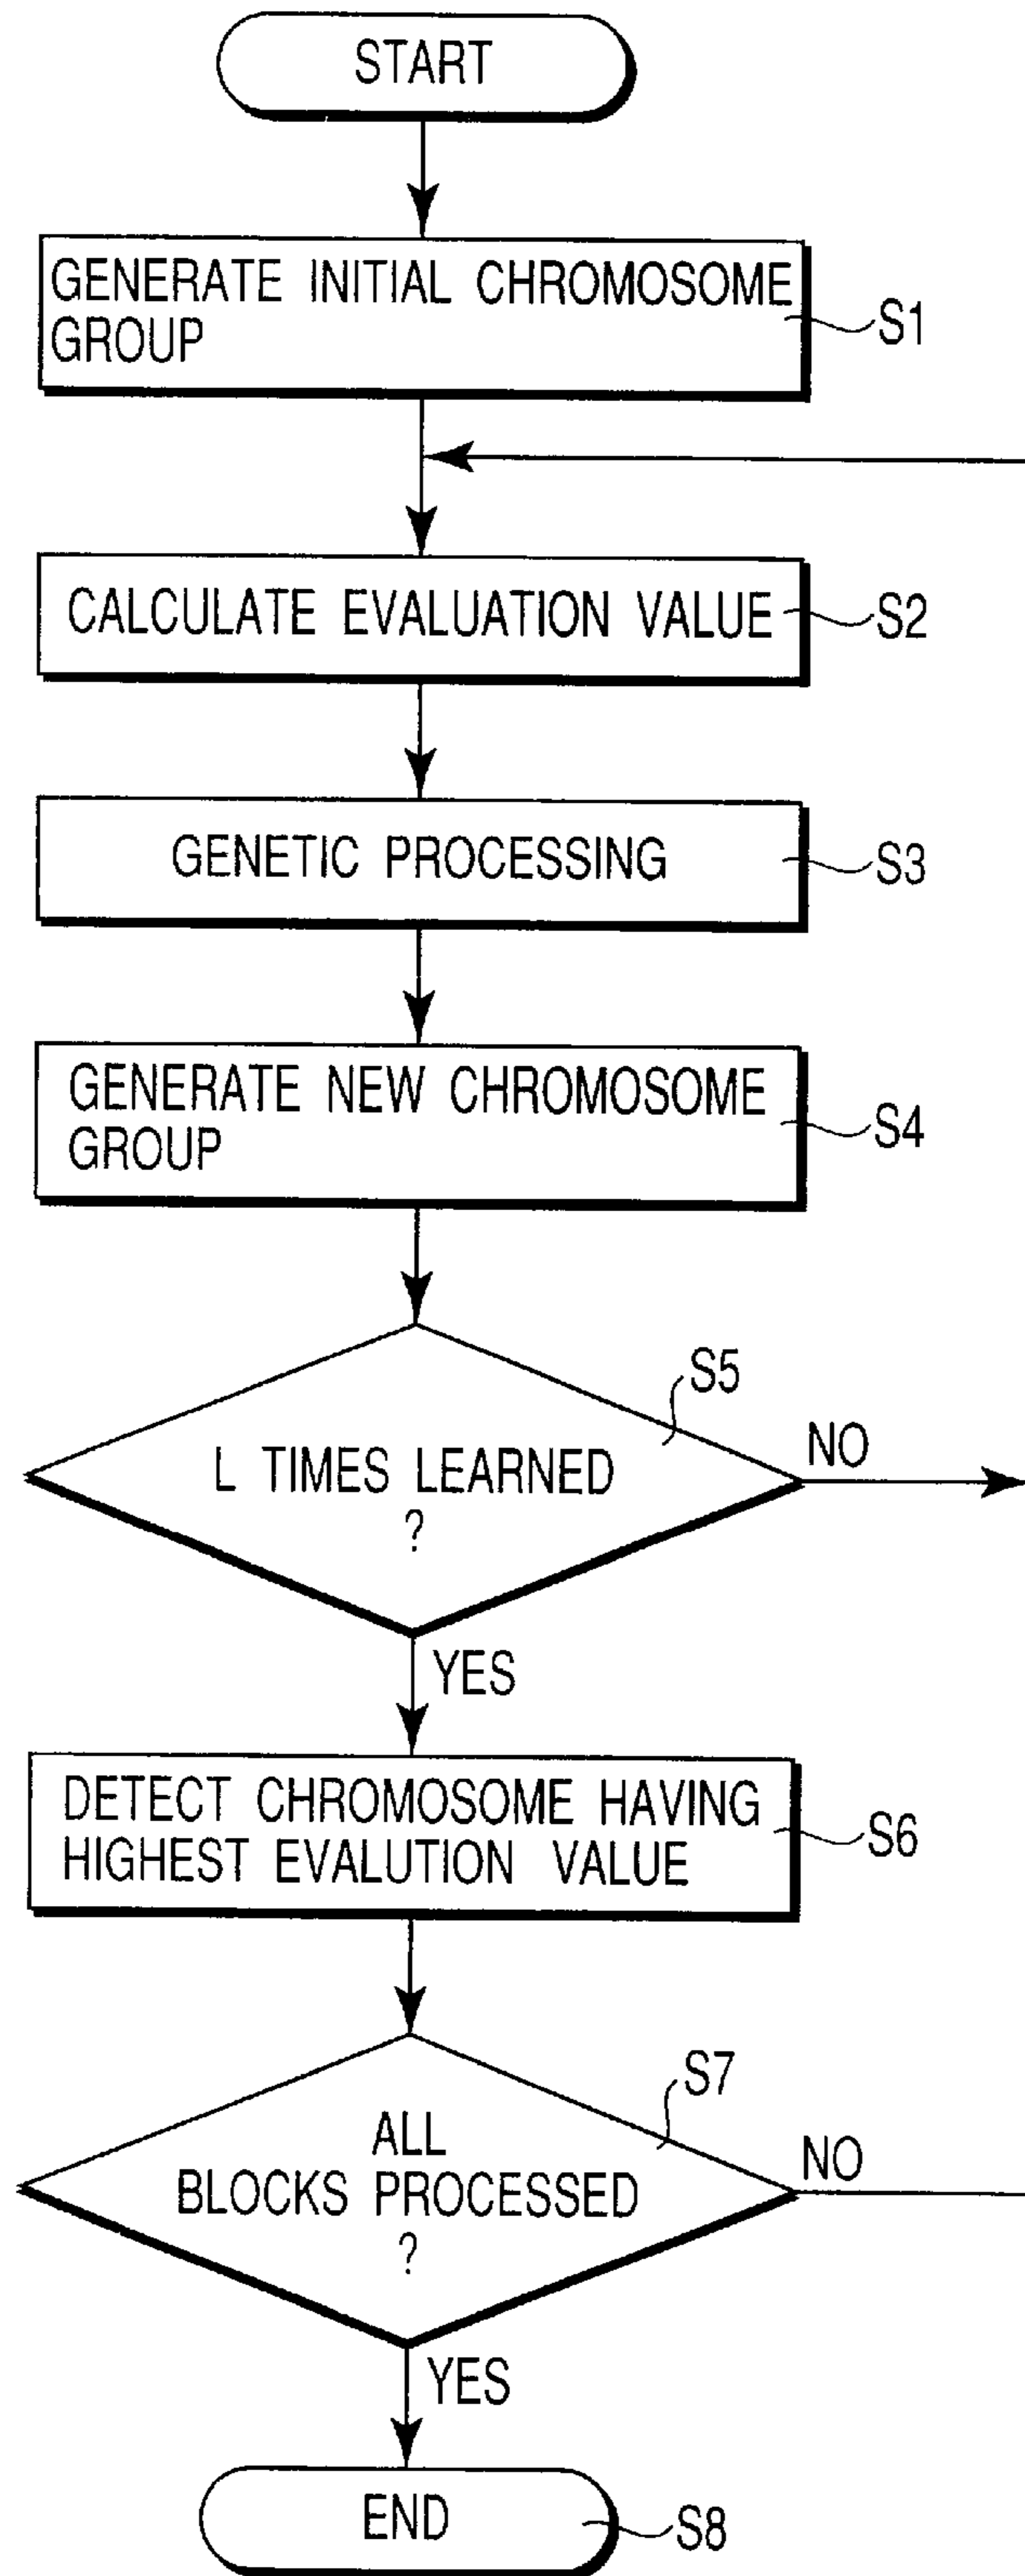 START
GENERATE INITIAL CHROMOSOME
GROUP
S1
CALCULATE EVALUATION VALUE
S2
GENETIC PROCESSING
S3
GENERATE NEW CHROMOSOME
GROUP
S4
S5
L TIMES LEARNED
?
NO
YES
DETECT CHROMOSOME HAVING
HIGHEST EVALUTION VALUE
S6
S7
ALL
BLOCKS PROCESSED
?
NO
YES
END
S8